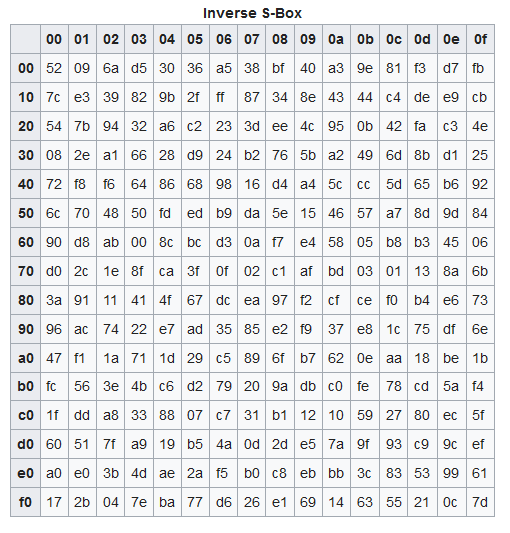 Inverse S-Box
00 01 02 03 04 05 06 07 08 09 0a 0b 0c 0d 0e 0f
00 52 09 6a d5 30 36 a5 38 bf 40 a3 9e 81 f3 d7 fb
10 7c e3 39 82 9b 2f ff 87 34 8e 43 44 c4 de e9 cb
20 54 7b 94 32 a6 c2 23 3d ee 4c 95 0b 42 fa c3 4e
30 08 2e a1 66 28 d9 24 b2 76 5b a2 49 6d 8b d1 25
40 72 f8 f6 64 86 68 98 16 d4 a4 5c cc 5d 65 b6 92
50 6c 70 48 50 fd ed b9 da 5e 15 46 57 a7 8d 9d 84
60 90 d8 ab 00 8c bc d3 0a f7 e4 58 05 b8 b3 45 06
70 d0 2c 1e 8f ca 3f 0f 02 c1 af bd 03 01 13 8a 6b
80 3a 91 11 41 4f 67 dc ea 97 f2 cf ce f0 b4 e6 73
90 96 ac 74 22 e7 ad 35 85 e2 f9 37 e8 1c 75 df 6e
a0 47 f1 1a 71 1d 29 c5 89 6f b7 62 0e aa 18 be 1b
b0 fc 56 3e 4b c6 d2 79 20 9a db c0 fe 78 cd 5a f4
c0 1f dd a8 33 88 07 c7 31 b1 12 10 59 27 80 ec 5f
d0 60 51 7f a9 19 b5 4a 0d 2d e5 7a 9f 93 c9 9c ef
e0 a0 e0 3b 4d ae 2a f5 b0 c8 eb bb 3c 83 53 99 61
f0 17 2b 04 7e ba 77 d6 26 e1 69 14 63 55 21 0c 7d